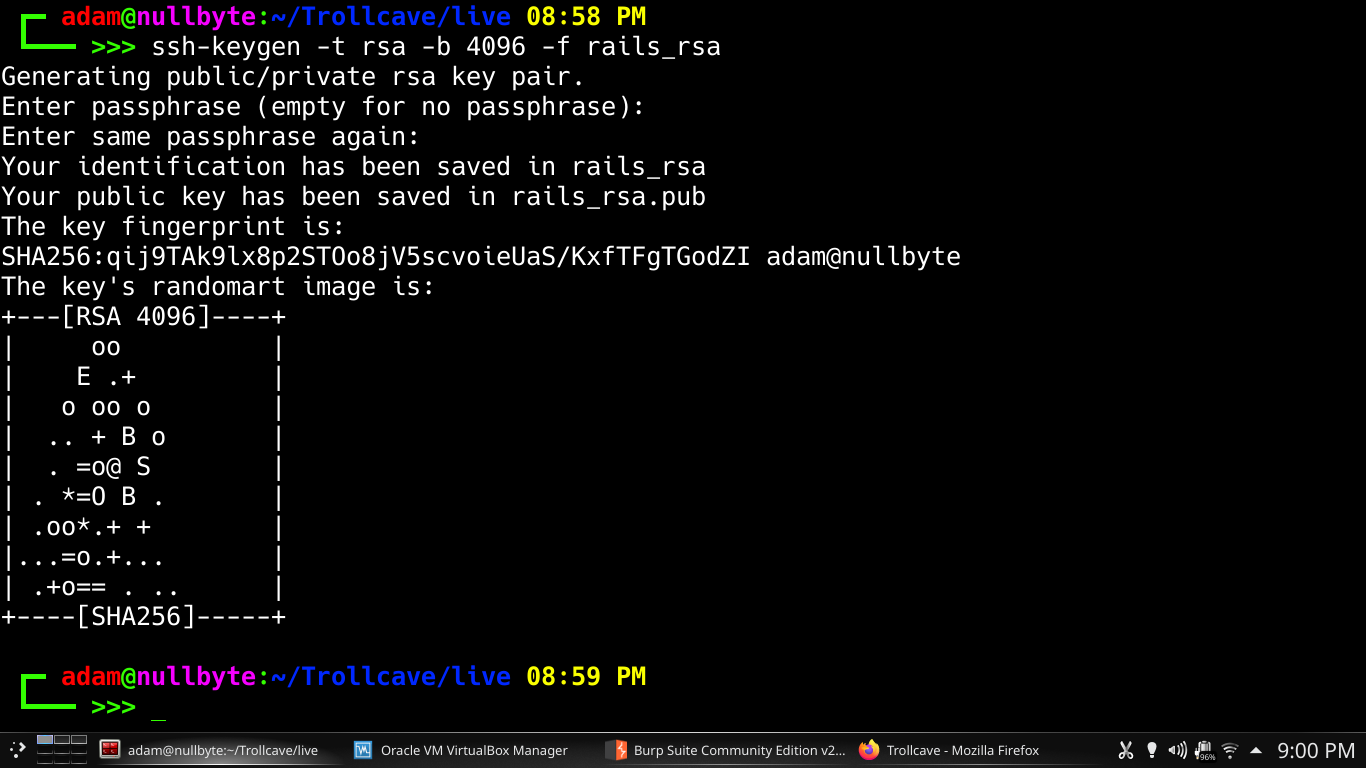 adam@nullbyte:~/Trollcave/live 08:58 PM
>>> ssh-keygen -t rsa -b 4096 -f rails_rsa
Generating public/private rsa key pair.
Enter passphrase (empty for no passphrase):
Enter same passphrase again:
Your identification has been saved in rails_rsa
Your public key has been saved in rails_rsa.pub
The key fingerprint is:
SHA256:qij9TAk9lx8p2STOo8jV5scvoieUaS/KxfTFgTGodZI adam@nullbyte
The key's randomart image is:
+---[RSA 4096]----+
|     oo          |
|    E .+         |
|   o oo o        |
|  .. + B o       |
|  . =o@ S        |
| . *=O B .       |
| .oo*.+ +        |
|...=o.+...       |
| .+o== . ..      |
+----[SHA256]-----+
adam@nullbyte:~/Trollcave/live 08:59 PM
>>> _
adam@nullbyte:~/Trollcave/live Oracle VM VirtualBox Manager Burp Suite Community Edition v2... Trollcave - Mozilla Firefox 96% 9:00 PM